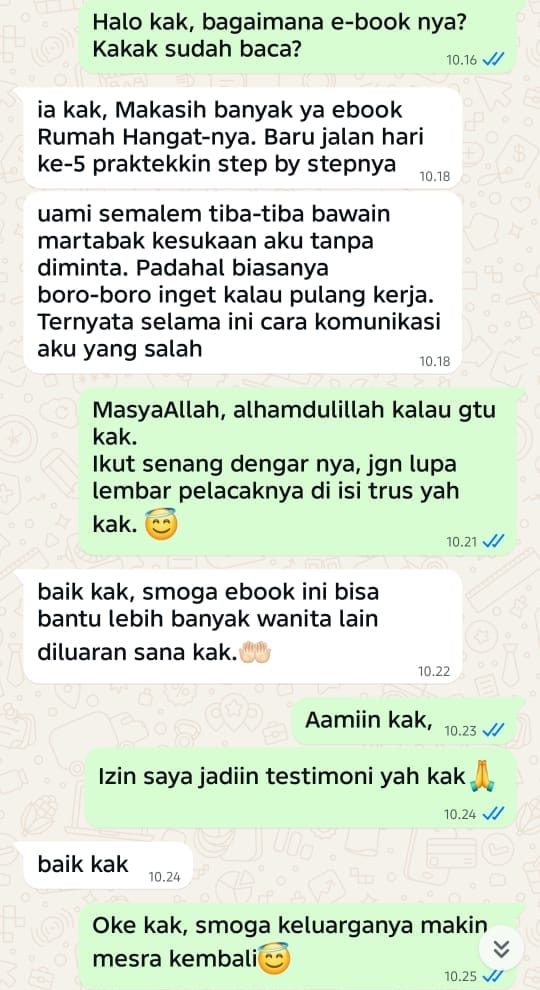 Halo kak, bagaimana e-book nya?
Kakak sudah baca?
10.16
ia kak, Makasih banyak ya ebook
Rumah Hangat-nya. Baru jalan hari
ke-5 praktekkin step by stepnya
10.18
uami semalem tiba-tiba bawain
martabak kesukaan aku tanpa
diminta. Padahal biasanya
boro-boro inget kalau pulang kerja.
Ternyata selama ini cara komunikasi
aku yang salah
10.18
MasyaAllah, alhamdulillah kalau gtu
kak.
Ikut senang dengar nya, jgn lupa
lembar pelacaknya di isi trus yah
kak. 😇
10.21
baik kak, smoga ebook ini bisa
bantu lebih banyak wanita lain
diluaran sana kak.🤲🏻
10.22
Aamiin kak,
10.23
Izin saya jadiin testimoni yah kak🙏
10.24
baik kak
10.24
Oke kak, smoga keluarganya makin
mesra kembali😇
10.25